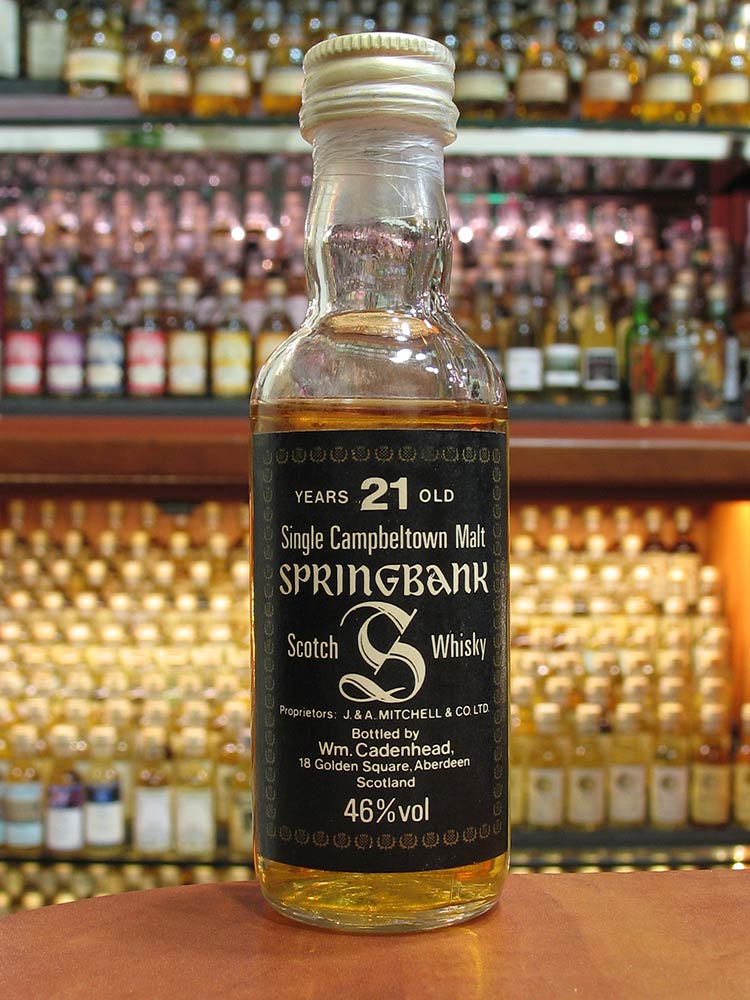 YEARS 21 OLD
Single Campbeltown Malt
SPRINGBANK
Scotch S Whisky
Proprietors: J. & A. MITCHELL & CO LTD.
Bottled by
Wm. Cadenhead,
18 Golden Square, Aberdeen
Scotland
46%vol